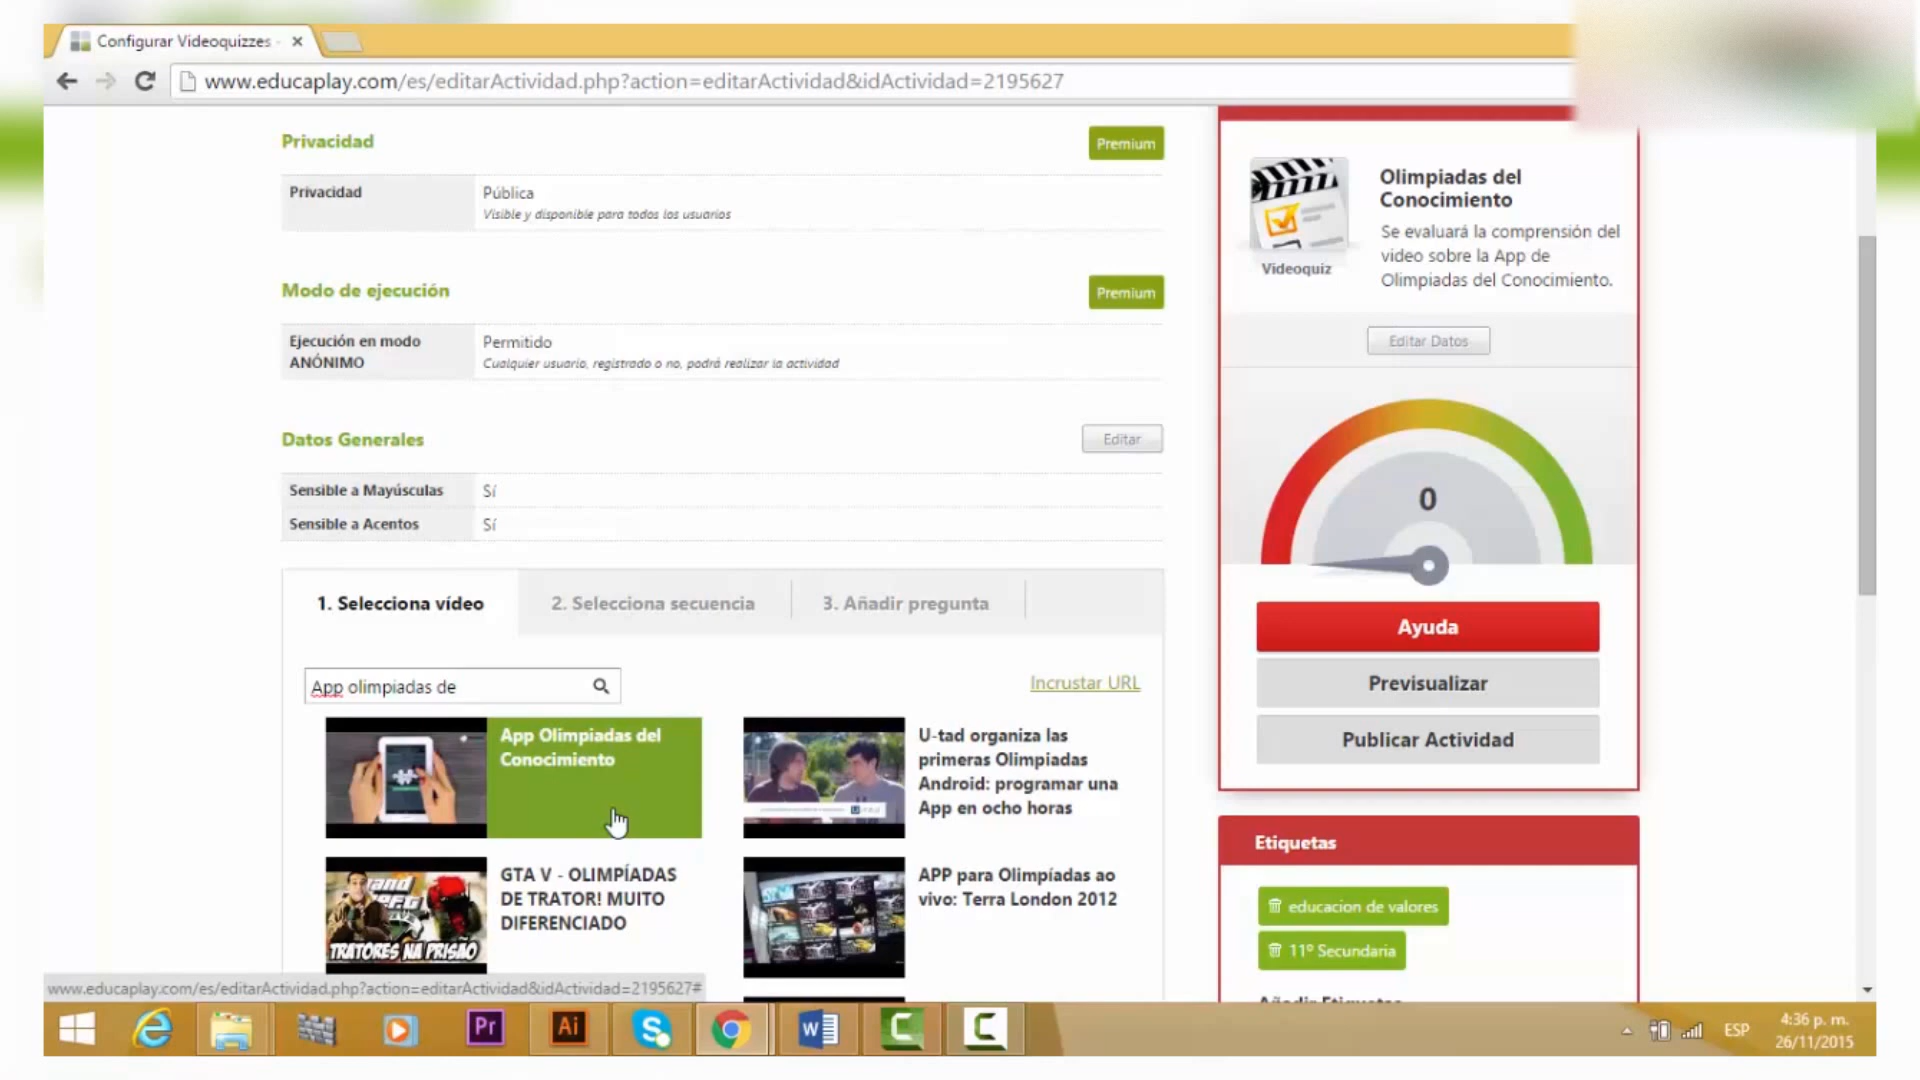 Configurar Videoquizzes -
www.educaplay.com/es/editarActividad.php?action=editarActividad&idActividad=2195627
Privacidad
Premium
Privacidad
Pública
Visible y disponible para todos los usuarios
Modo de ejecución
Premium
Ejecución en modo
ANÓNIMO
Permitido
Cualquier usuario, registrado o no, podrá realizar la actividad
Datos Generales
Editar
Sensible a Mayúsculas
Sí
Sensible a Acentos
Sí
1. Selecciona vídeo
2. Selecciona secuencia
3. Añadir pregunta
App olimpiadas de
Incrustar URL
App Olimpiadas del
Conocimiento
U-tad organiza las
primeras Olimpiadas
Android: programar una
App en ocho horas
GTA V - OLIMPÍADAS
DE TRATOR! MUITO
DIFERENCIADO
TRATORES NA PRISÃO
APP para Olimpíadas ao
vivo: Terra London 2012
Olimpiadas del
Conocimiento
Se evaluará la comprensión del
video sobre la App de
Olimpiadas del Conocimiento.
Videoquiz
Editar Datos
0
Ayuda
Previsualizar
Publicar Actividad
Etiquetas
educacion de valores
11º Secundaria
Añadir Etiquetas
www.educaplay.com/es/editarActividad.php?action=editarActividad&idActividad=2195627#
Pr
Ai
ESP
4:36 p. m.
26/11/2015